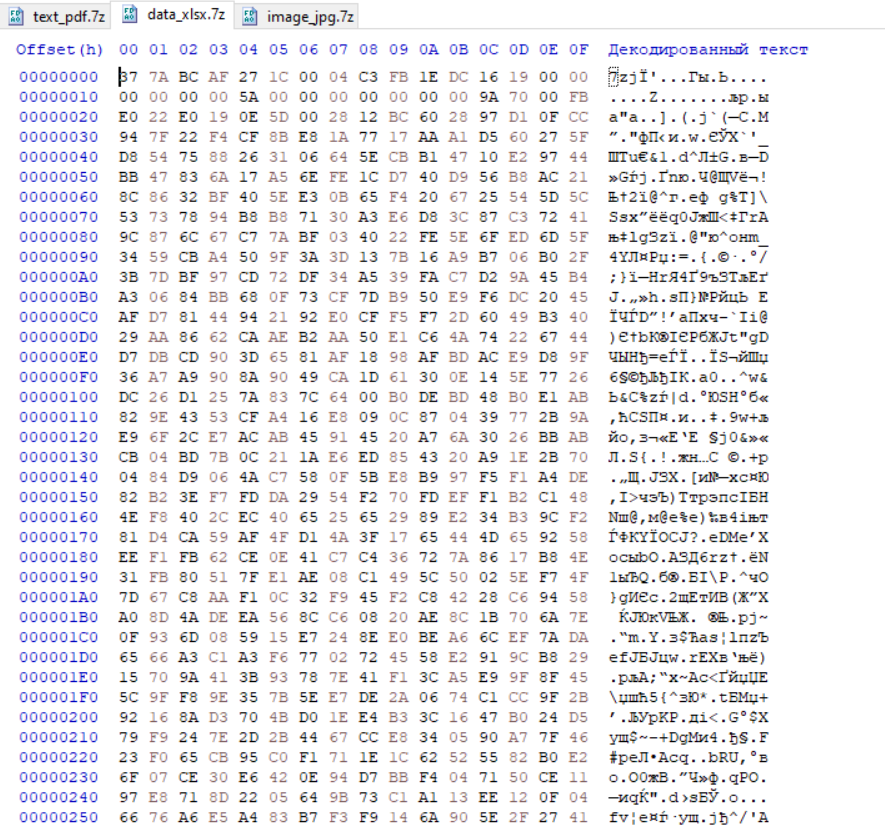 text_pdf.7z data_xlsx.7z image_jpg.7z
Offset(h) 00 01 02 03 04 05 06 07 08 09 0A 0B 0C 0D 0E 0F Декодированный текст
00000000 37 7A BC AF 27 1C 00 04 C3 FB 1E DC 16 19 00 00 7zјЇ'...Гы.Ь....
00000010 00 00 00 00 5A 00 00 00 00 00 00 00 9A 70 00 FB ....Z.......љp.ы
00000020 E0 22 E0 19 0E 5D 00 28 12 BC 60 28 97 D1 0F CC а"а..].(.ј`(—С.М
00000030 94 7F 22 F4 CF 8B E8 1A 77 17 AA A1 D5 60 27 5F ”."фП‹и.w.ЄЎХ`'_
00000040 D8 54 75 88 26 31 06 64 5E CB B1 47 10 E2 97 44 ШTu€&1.d^Л±G.в—D
00000050 BB 47 83 6A 17 A5 6E FE 1C D7 40 D9 56 B8 AC 21 »Gѓj.Ґnю.Ч@ЩVё¬!
00000060 8C 86 32 BF 40 5E E3 0B 65 F4 20 67 25 54 5D 5C Њ†2ї@^г.eф g%T]\
00000070 53 73 78 94 B8 B8 71 30 A3 E6 D8 3C 87 C3 72 41 Ssx”ёёq0ЈжШ<‡ГrA
00000080 9C 87 6C 67 C7 7A BF 03 40 22 FE 5E 6F ED 6D 5F њ‡lgЗzї.@"ю^oнm_
00000090 34 59 CB A4 50 9F 3A 3D 13 7B 16 A9 B7 06 B0 2F 4YЛ¤Pџ:=.{.©·.°/
000000A0 3B 7D BF 97 CD 72 DF 34 A5 39 FA C7 D2 9A 45 B4 ;}ї—НrЯ4Ґ9ъЗТљEґ
000000B0 A3 06 84 BB 68 0F 73 CF 7D B9 50 E9 F6 DC 20 45 Ј.„»h.sП}№PйцЬ E
000000C0 AF D7 81 44 94 21 92 E0 CF F5 F7 2D 60 49 B3 40 ЇЧЃD”!’аПхч-`Iі@
000000D0 29 AA 86 62 CA AE B2 AA 50 E1 C6 4A 74 22 67 44 )Є†bК®ІЄPбЖJt"gD
000000E0 D7 DB CD 90 3D 65 81 AF 18 98 AF BD AC E9 D8 9F ЧЫНђ=eЃЇ..ЇЅ¬йШџ
000000F0 36 A7 A9 90 8A 90 49 CA 1D 61 30 0E 14 5E 77 26 6§©ђЉђIК.a0..^w&
00000100 DC 26 D1 25 7A 83 7C 64 00 B0 DE BD 48 B0 E1 AB Ь&С%zѓ|d.°ЮЅH°б«
00000110 82 9E 43 53 CF A4 16 E8 09 0C 87 04 39 77 2B 9A ‚ћCSП¤.и..‡.9w+љ
00000120 E9 6F 2C E7 AC AB 45 91 45 20 A7 6A 30 26 BB AB йo,з¬«E‘E §j0&»«
00000130 CB 04 BD 7B 0C 21 1A E6 ED 85 43 20 A9 1E 2B 70 Л.Ѕ{.!.жн…C ©.+p
00000140 04 84 D9 06 4A C7 58 0F 5B E8 B9 97 F5 F1 A4 DE .„Щ.JЗX.[и№—хс¤Ю
00000150 82 B2 3E F7 FD DA 29 54 F2 70 FD EF F1 B2 C1 48 ‚І>чэЪ)TтpэпсІБH
00000160 4E F8 40 2C EC 40 65 25 65 29 89 E2 34 B3 9C F2 Nш@,м@e%e)‰в4іњт
00000170 81 D4 CA 59 AF 4F D1 4A 3F 17 65 44 4D 65 92 58 ЃФКYЇOСJ?.eDMe’X
00000180 EE F1 FB 62 CE 0E 41 C7 C4 36 72 7A 86 17 B8 4E осыbО.AЗД6rz†.ёN
00000190 31 FB 80 51 7F E1 AE 08 C1 49 5C 50 02 5E F7 4F 1ыЂQ.б®.БI\P.^чO
000001A0 7D 67 C8 AA F1 0C 32 F9 45 F2 C8 42 28 C6 94 58 }gИЄс.2щEтИB(Ж”X
000001B0 A0 8D 4A DE EA 56 8C C6 08 20 AE 8C 1B 70 6A 7E  ЌJЮкVЊЖ. ®Њ.pj~
000001C0 0F 93 6D 08 59 15 E7 24 8E E0 BE A6 6C EF 7A DA .“m.Y.з$Ћаѕ¦lпzЪ
000001D0 65 66 A3 C1 A3 F6 77 02 72 45 58 E2 91 9C B8 29 efЈБЈцw.rEXв‘њё)
000001E0 15 70 9A 41 3B 93 78 7E 41 F1 3C A5 E9 9F 8F 45 .pљA;“x~Aс<ҐйџЏE
000001F0 5C 9F F8 9E 35 7B 5E E7 DE 2A 06 74 C1 CC 9F 2B \џшћ5{^зЮ*.tБМџ+
00000200 92 16 8A D3 70 4B D0 1E E4 B3 3C 16 47 B0 24 D5 ’.ЉУpKР.ді<.G°$Х
00000210 79 F9 24 7E 2D 2B 44 67 CC E8 34 05 90 A7 7F 46 yщ$~-+DgМи4.ђ§.F
00000220 23 F0 65 CB 95 C0 F1 71 1E 1C 62 52 55 82 B0 E2 #рeЛ•Асq..bRU‚°в
00000230 6F 07 CE 30 E6 42 0E 94 D7 BB F4 04 71 50 CE 11 o.О0жB.”Ч»ф.qPО.
00000240 97 E8 71 8D 22 05 64 9B 73 C1 A1 13 EE 12 0F 04 —иqЌ".d›sБЎ.о...
00000250 66 76 A6 E5 A4 83 B7 F3 F9 14 6A 90 5E 2F 27 41 fv¦е¤ѓ·ущ.jђ^/'A